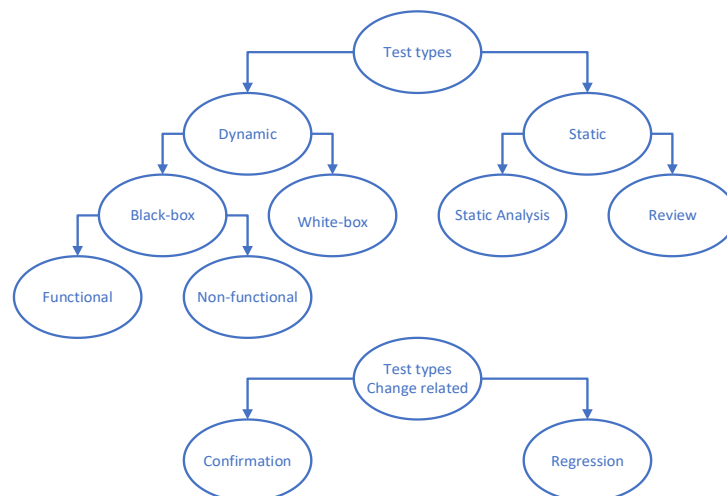 Test types
Dynamic
Static
Black-box
White-box
Static Analysis
Review
Functional
Non-functional
Test types
Change related
Confirmation
Regression